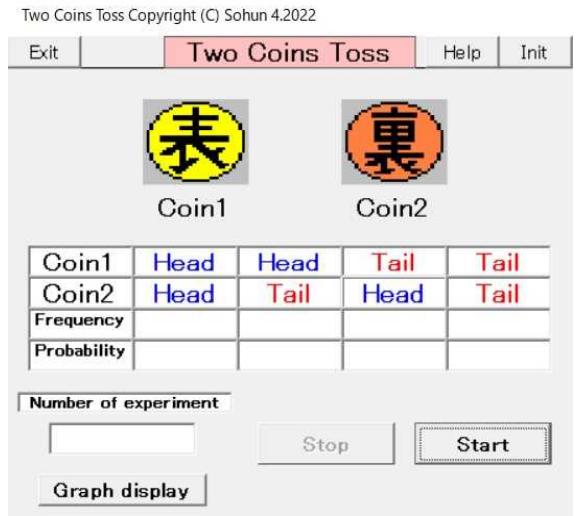 Two Coins Toss Copyright (C) Sohun 4.2022
Exit Two Coins Toss Help Init
表 裏
Coin1 Coin2
Coin1 Head Head Tail Tail
Coin2 Head Tail Head Tail
Frequency
Probability
Number of experiment
Stop Start
Graph display